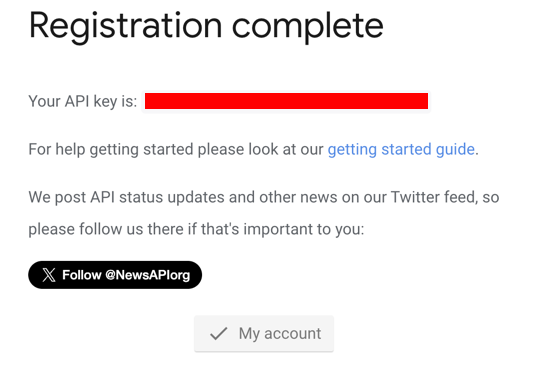 Registration complete
Your API key is:
For help getting started please look at our getting started guide.
We post API status updates and other news on our Twitter feed, so
please follow us there if that's important to you:
Follow @NewsAPIorg
My account